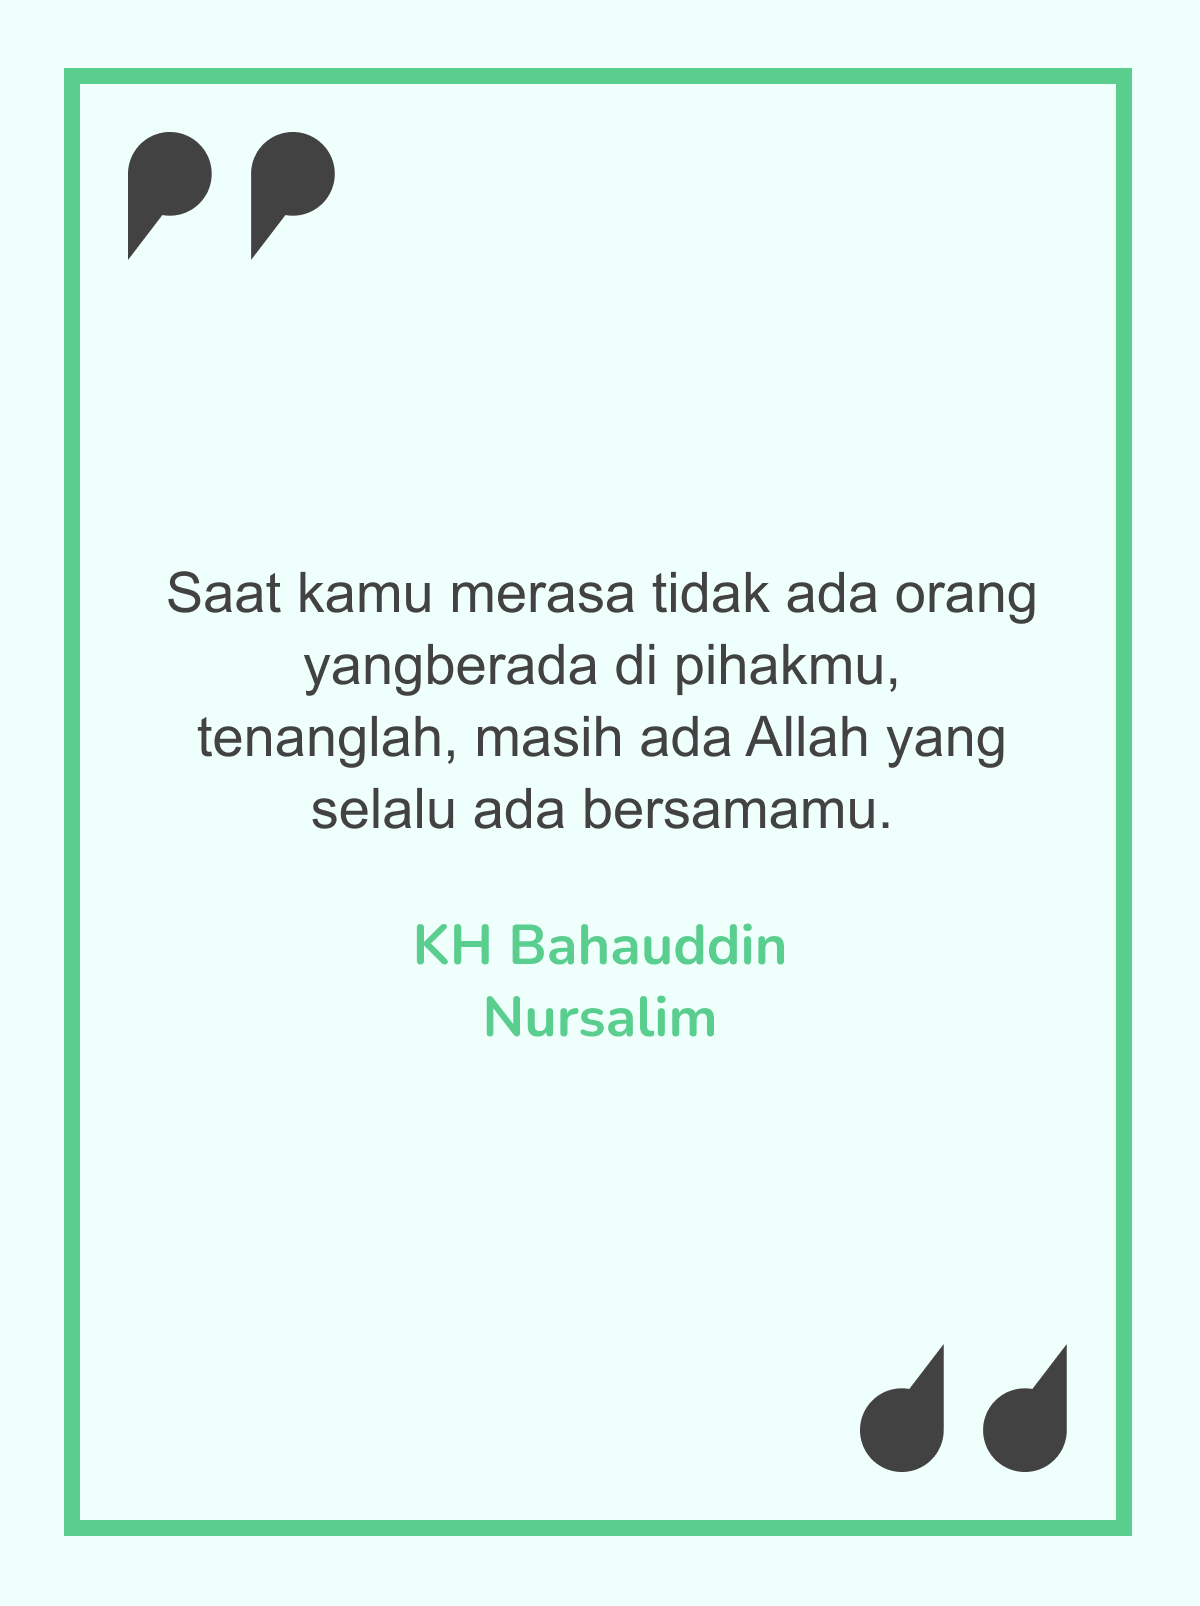 Saat kamu merasa tidak ada orang
yangberada di pihakmu,
tenanglah, masih ada Allah yang
selalu ada bersamamu.
KH Bahauddin
Nursalim